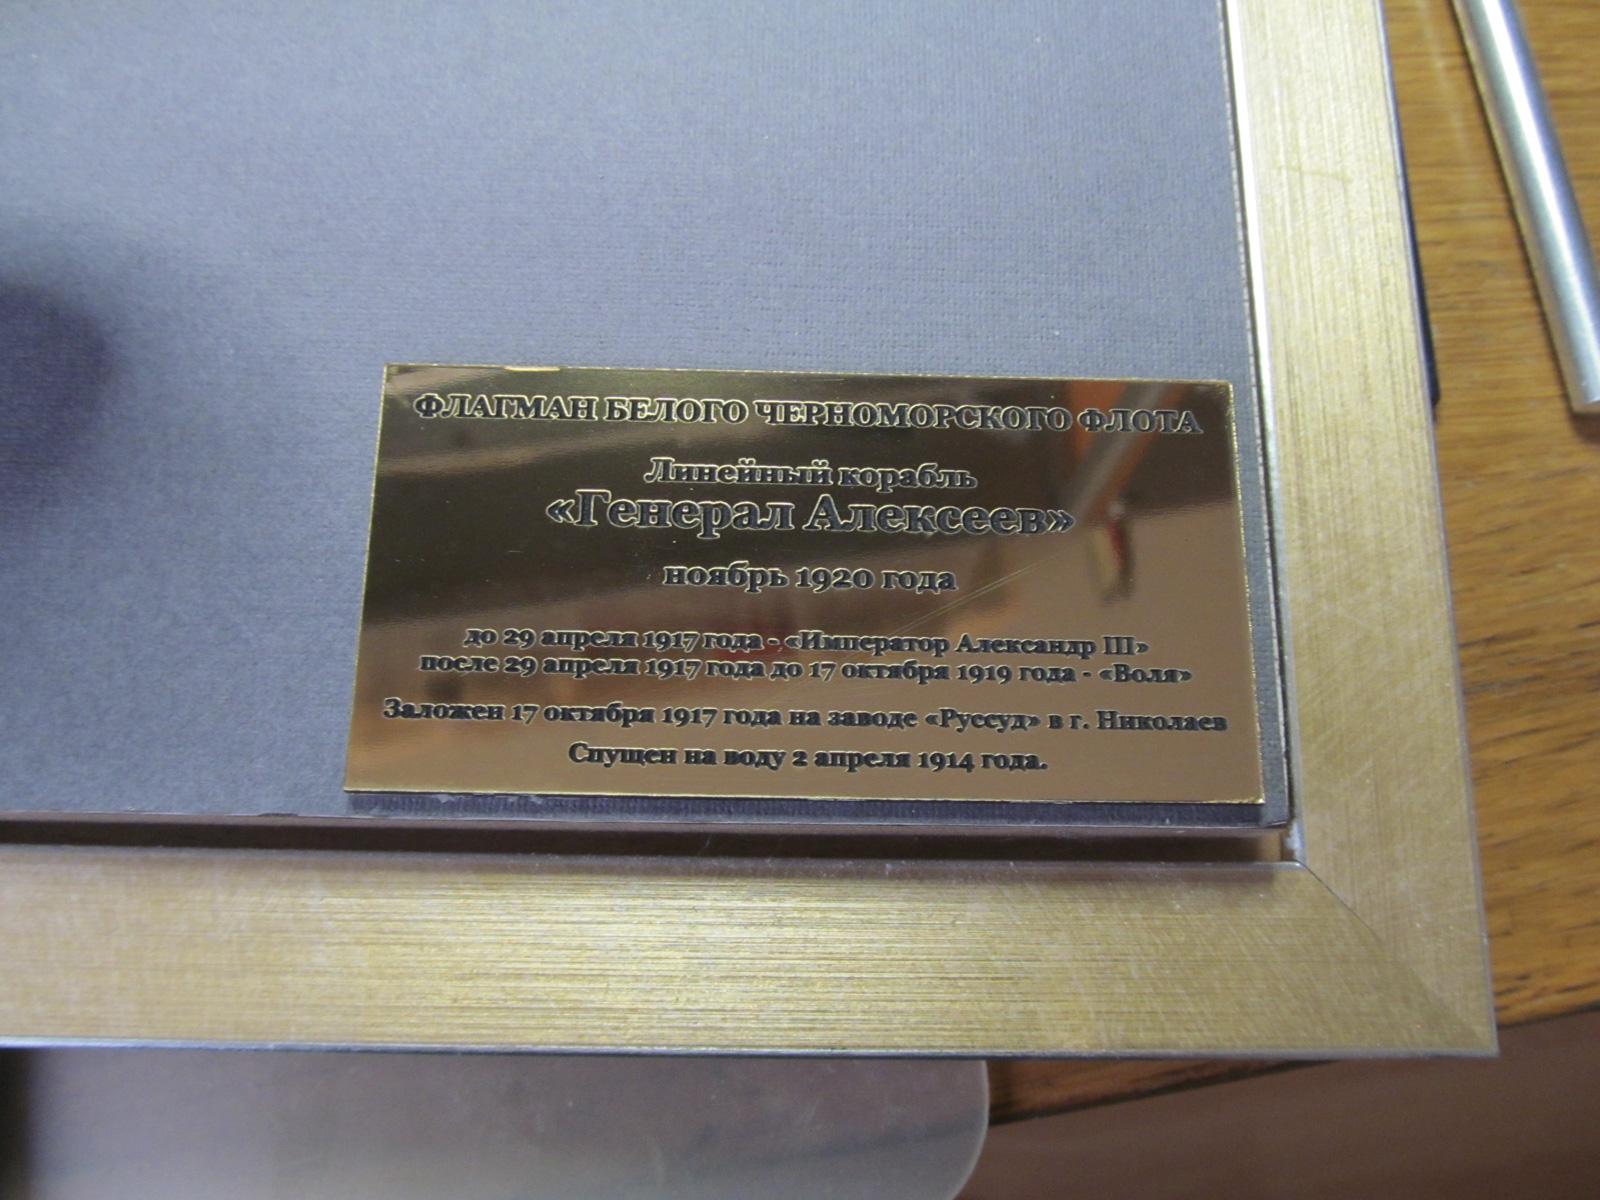 ФЛАГМАН БЕЛОГО ЧЕРНОМОРСКОГО ФЛОТА
Линейный корабль
«Генерал Алексеев»
ноябрь 1920 года
до 29 апреля 1917 года - «Император Александр III»
после 29 апреля 1917 года до 17 октября 1919 года - «Воля»
Заложен 17 октября 1917 года на заводе «Руссуд» в г. Николаев
Спущен на воду 2 апреля 1914 года.